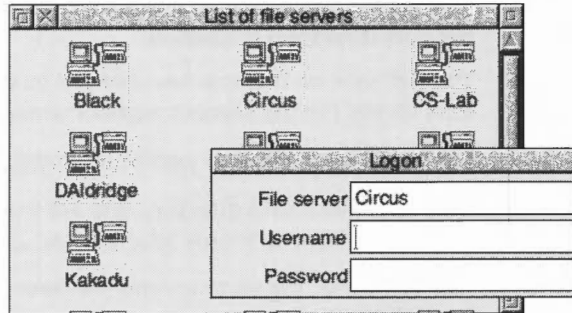 List of file servers
Black
Circus
CS-Lab
DAldridge
Logon
File server Circus
Username
Password
Kakadu